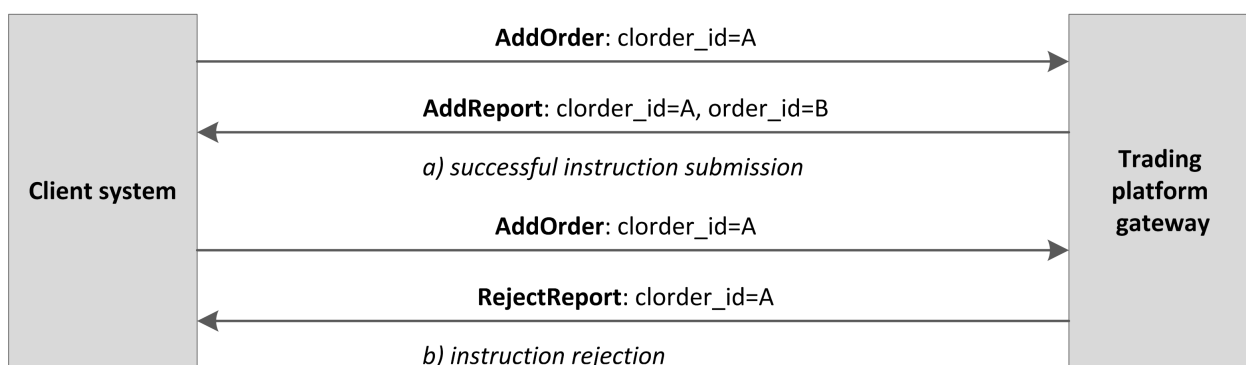 AddOrder: clorder_id=A
AddReport: clorder_id=A, order_id=B
a) successful instruction submission
Client system
Trading
platform
gateway
AddOrder: clorder_id=A
RejectReport: clorder_id=A
b) instruction rejection